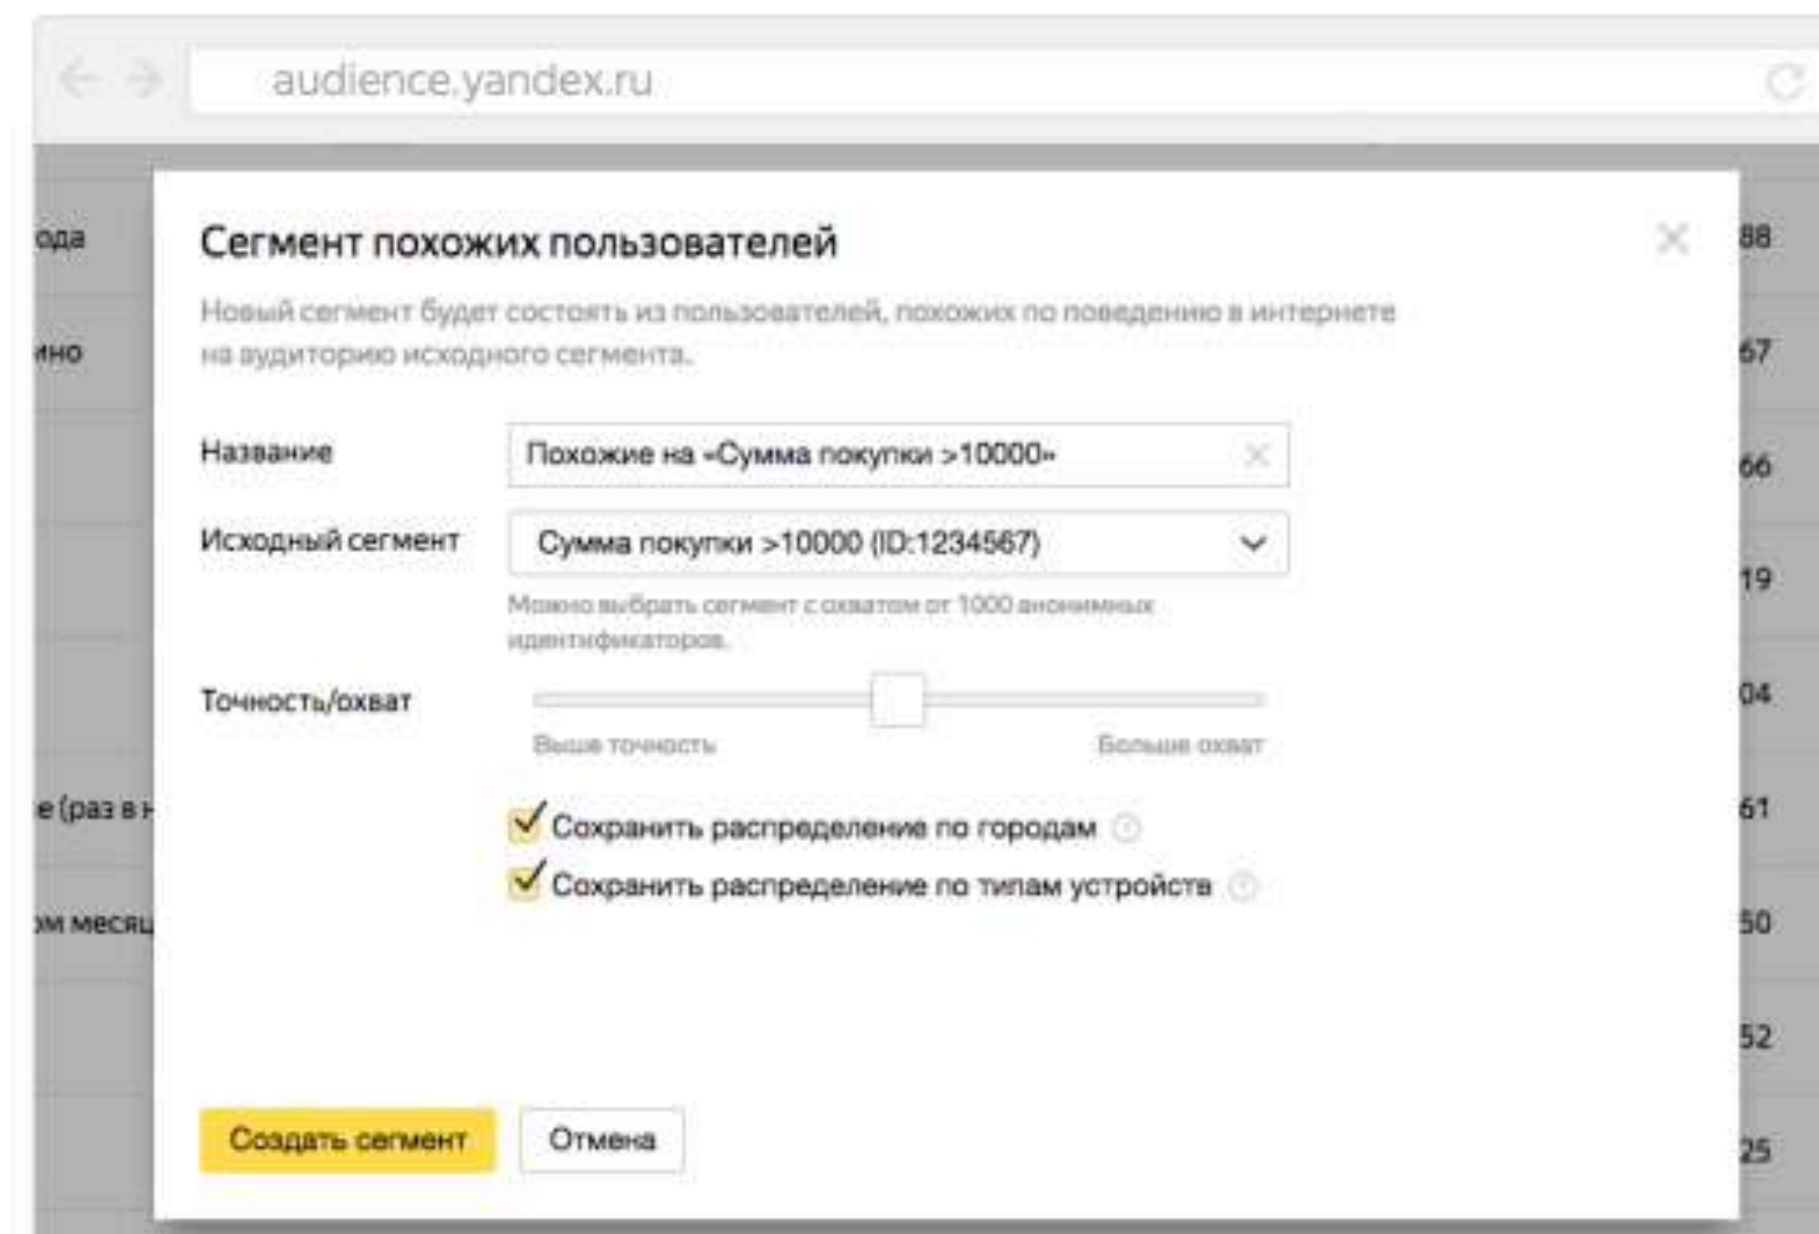 audience.yandex.ru
Сегмент похожих пользователей
Новый сегмент будет состоять из пользователей, похожих по поведению в интернете
на аудиторию исходного сегмента.
Название
Похожие на «Сумма покупки >10000»
Исходный сегмент
Сумма покупки >10000 (ID:1234567)
Можно выбрать сегмент с охватом от 1000 анонимных
идентификаторов.
Точность/охват
Выше точность
Больше охват
Сохранить распределение по городам
Сохранить распределение по типам устройств
Создать сегмент
Отмена
ода
ино
е (раз в н
ом месяц
88
67
66
19
04
61
50
52
25